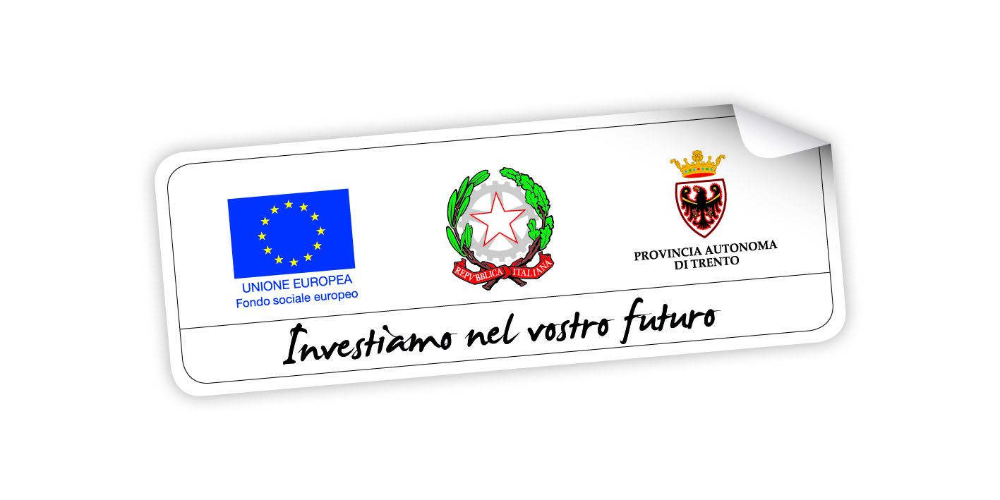 UNIONE EUROPEA
Fondo sociale europeo
REPVBBLICA ITALIANA
PROVINCIA AUTONOMA
DI TRENTO
Investiamo nel vostro futuro